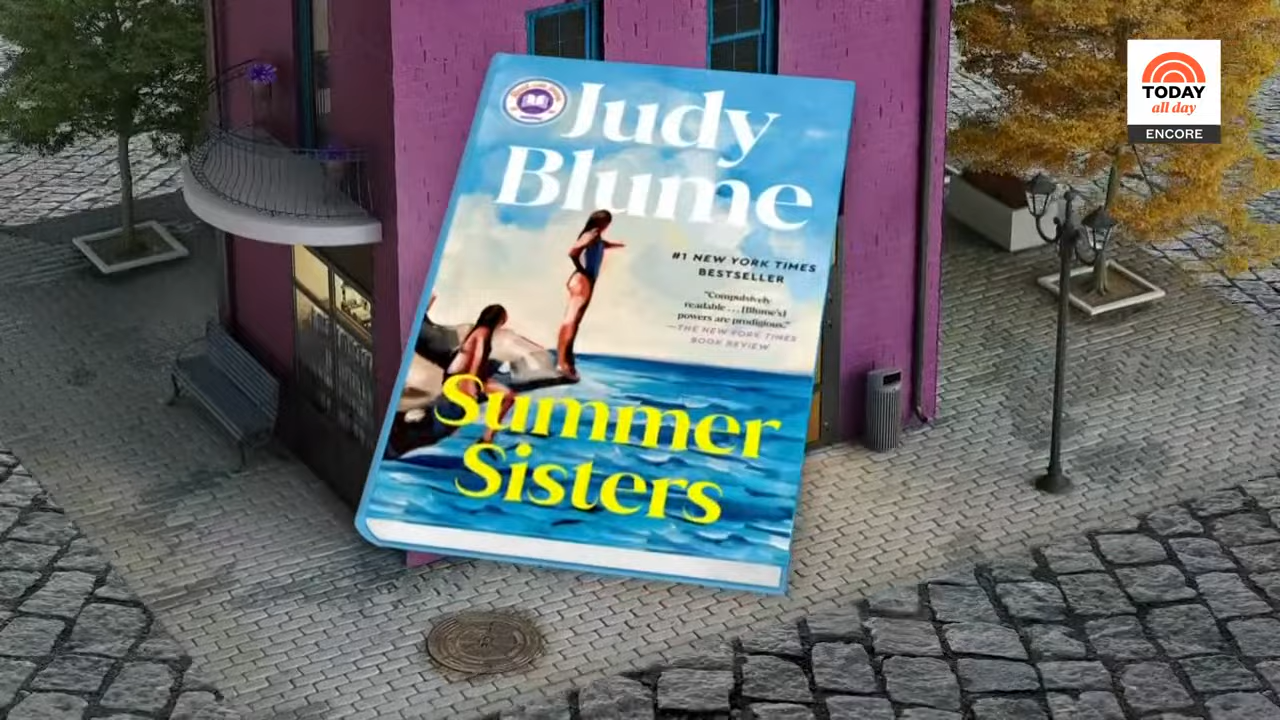 Judy
Blume
#1 NEW YORK TIMES
BESTSELLER
"Compulsively
readable . . . [Blume's]
powers are prodigious."
—THE NEW YORK TIMES
BOOK REVIEW
Summer
Sisters
TODAY
all day
ENCORE